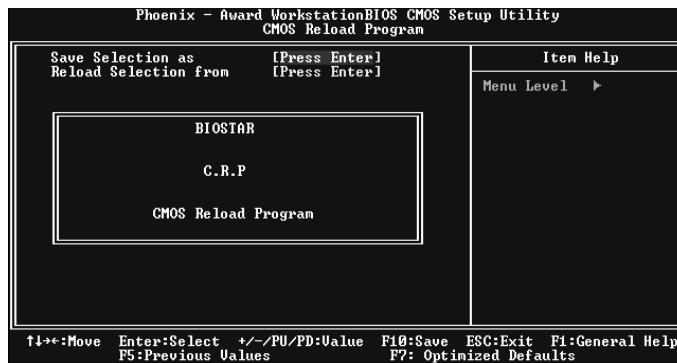 Phoenix - Award WorkstationBIOS CMOS Setup Utility
CMOS Reload Program
Save Selection as [Press Enter]
Reload Selection from [Press Enter]
Item Help
Menu Level ►
BIOSTAR
C.R.P
CMOS Reload Program
↑↓→←:Move Enter:Select +/-/PU/PD:Value F10:Save ESC:Exit F1:General Help
F5:Previous Values F7: Optimized Defaults